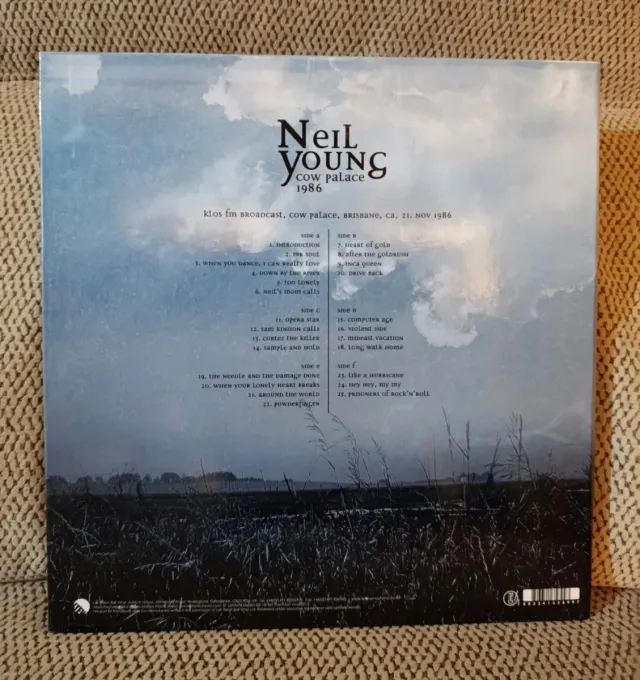 Neil
Young
cow palace
1986
klos fm broadcast, cow palace, brisbane, ca, 21. nov 1986
side a
1. introduction
2. mr soul
3. when you dance, i can really love
4. down by the river
5. too lonely
6. neil's mom calls
side b
7. heart of gold
8. after the goldrush
9. inca queen
10. drive back
side c
11. opera star
12. sam kinison calls
13. cortez the killer
14. sample and hold
side d
15. computer age
16. violent side
17. mideast vacation
18. long walk home
side e
19. the needle and the damage done
20. when your lonely heart breaks
21. around the world
22. powderfinger
side f
23. like a hurricane
24. hey hey, my my
25. prisoners of rock'n'roll